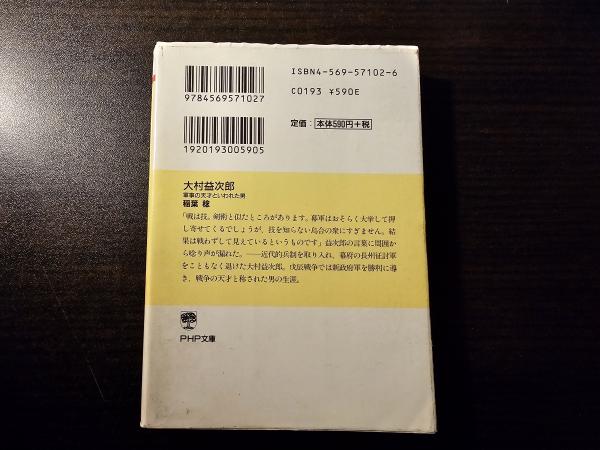 ISBN4-569-57102-6
C0193 ¥590E
9784569571027
定価：本体590円+税
1920193005905
大村益次郎
軍事の天才といわれた男
稲葉 稔
「戦は技、剣術と似たところがあります。幕軍はおそらく大挙して押
し寄せてくるでしょうが、技を知らない烏合の衆にすぎません。結
果は戦わずして見えているというものです」益次郎の言葉に周囲か
ら唸り声が漏れた。──近代的兵制を取り入れ、幕府の長州征討軍
をこともなく退けた大村益次郎。戊辰戦争では新政府軍を勝利に導
き、戦争の天才と称された男の生涯。
PHP文庫